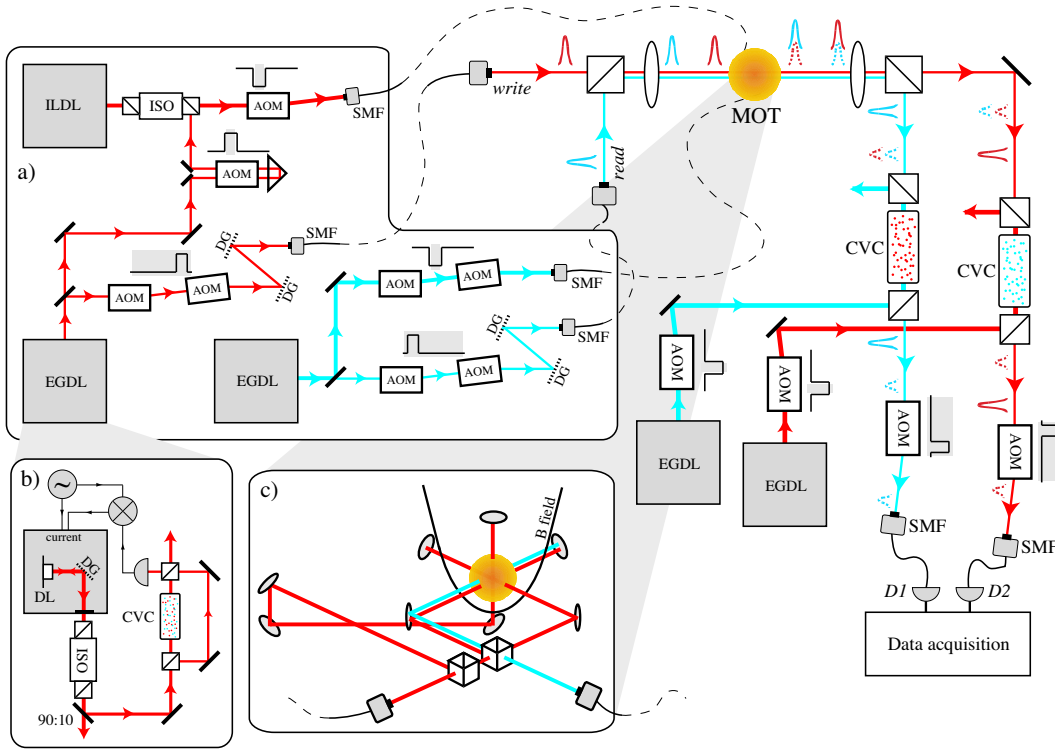 ILDL
ISO
AOM
SMF
a)
AOM
DG
SMF
AOM
AOM
DG
EGDL
EGDL
AOM
AOM
SMF
DG
SMF
AOM
AOM
DG
write
read
MOT
CVC
CVC
AOM
AOM
EGDL
EGDL
AOM
AOM
SMF
SMF
D1
D2
Data acquisition
b)
~
current
DG
DL
CVC
ISO
90:10
c)
B field